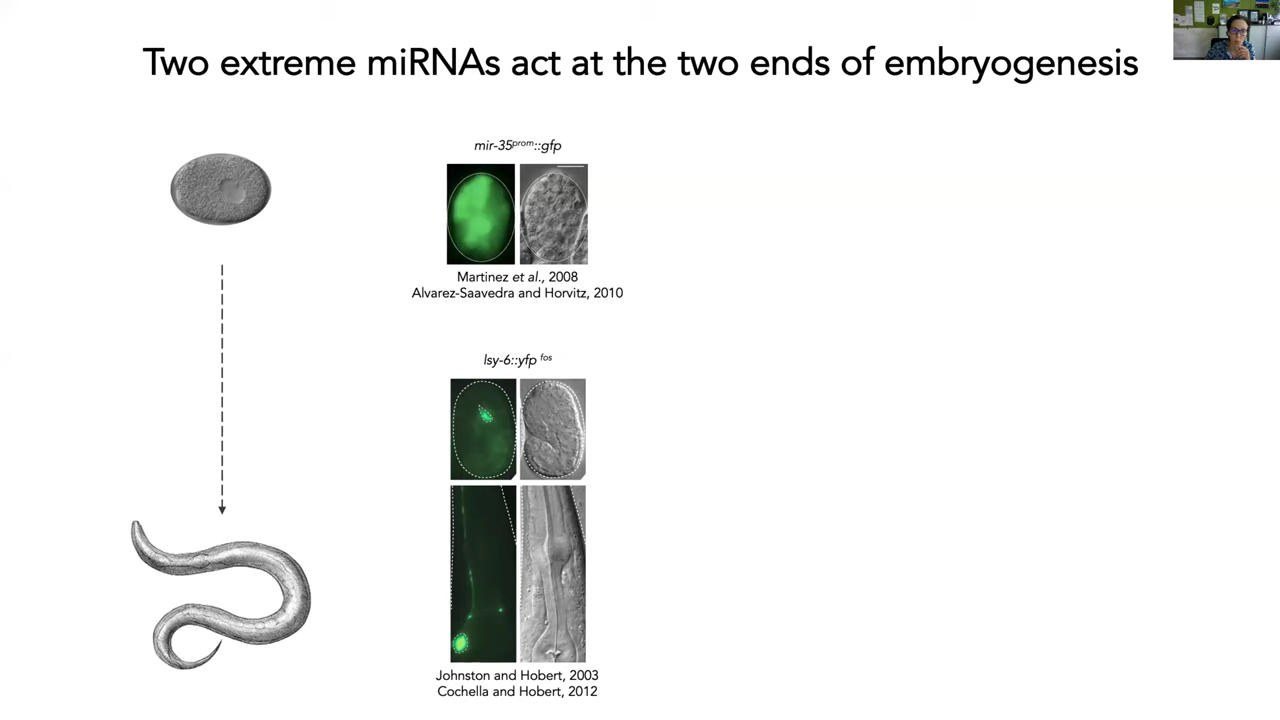 Two extreme miRNAs act at the two ends of embryogenesis
mir-35prom::gfp
Martinez et al., 2008
Alvarez-Saavedra and Horvitz, 2010
lsy-6::yfp fos
Johnston and Hobert, 2003
Cochella and Hobert, 2012